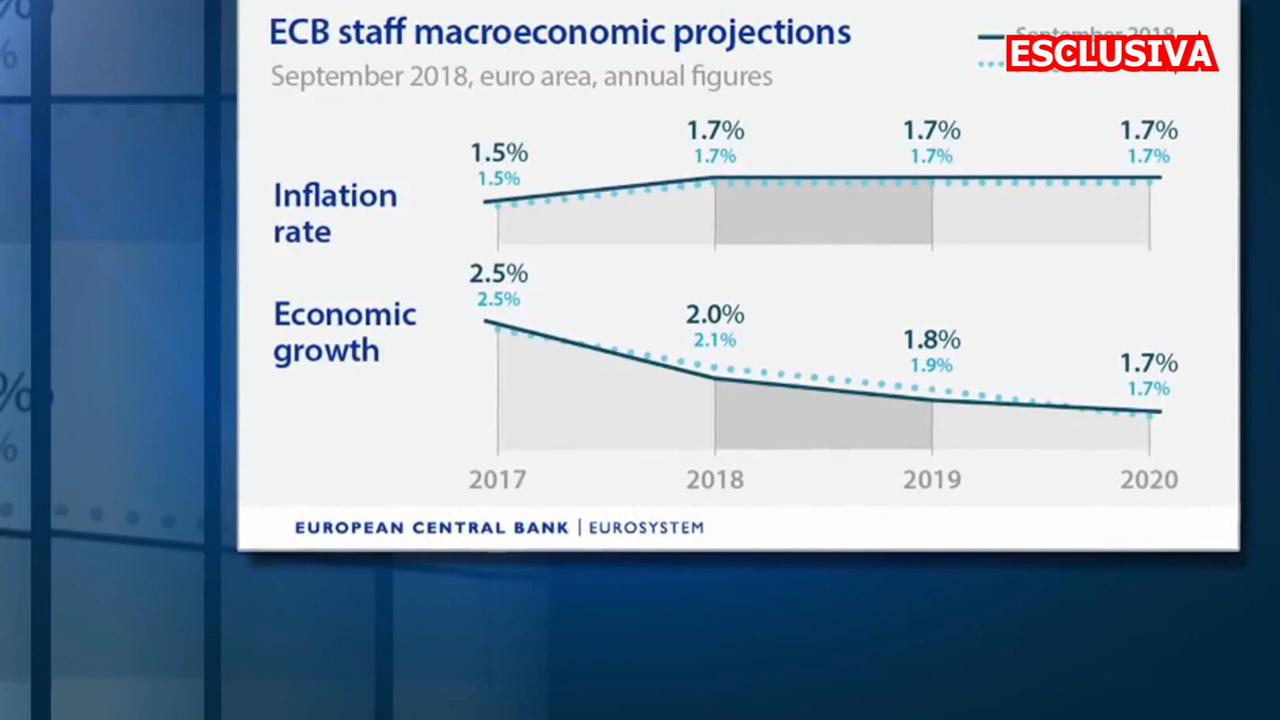 ECB staff macroeconomic projections
September 2018
September 2018, euro area, annual figures
ESCLUSIVA
1.5% 1.7% 1.7% 1.7%
1.5% 1.7% 1.7% 1.7%
Inflation
rate
2.5% 2.0% 1.8% 1.7%
2.5% 2.1% 1.9% 1.7%
Economic
growth
2017 2018 2019 2020
EUROPEAN CENTRAL BANK | EUROSYSTEM
%
%
%
%